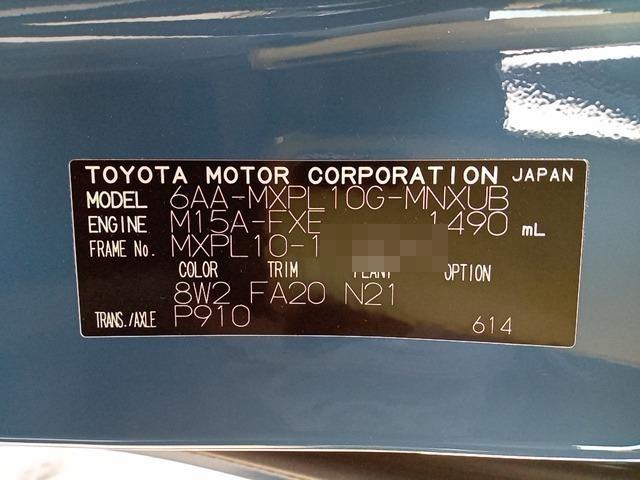 TOYOTA MOTOR CORPORATION JAPAN
MODEL 6AA-MXPL10G-MNXUB
ENGINE M15A-FXE 1490 mL
FRAME No. MXPL10-1
COLOR TRIM PLANT OPTION
8W2 FA20 N21
TRANS./AXLE P910 614